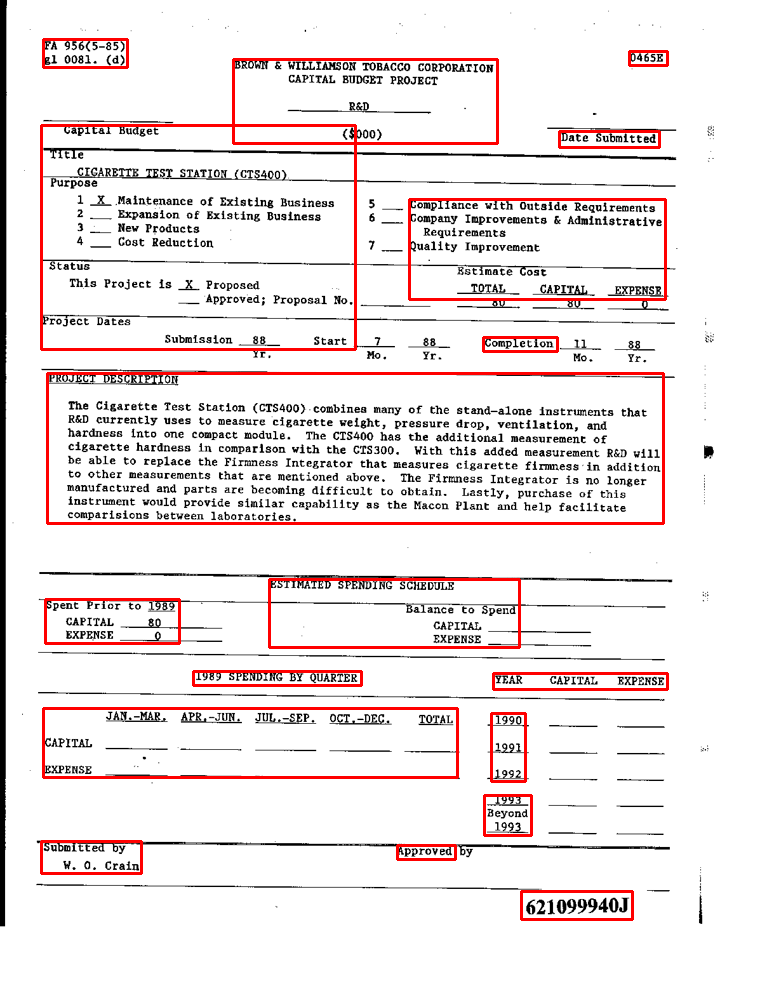 FA 956(5-85)
gl 0081. (d)
0465E
BROWN & WILLIAMSON TOBACCO CORPORATION
CAPITAL BUDGET PROJECT
R&D
Capital Budget ($000) Date Submitted
Title
CIGARETTE TEST STATION (CTS400)
Purpose
1 X Maintenance of Existing Business 5 ___ Compliance with Outside Requirements
2 ___ Expansion of Existing Business 6 ___ Company Improvements & Administrative
3 ___ New Products Requirements
4 ___ Cost Reduction 7 ___ Quality Improvement
Status Estimate Cost
This Project is X Proposed TOTAL CAPITAL EXPENSE
___ Approved; Proposal No. ___ 80 80 0
Project Dates
Submission 88 Start 7 88 Completion 11 88
Yr. Mo. Yr. Mo. Yr.
PROJECT DESCRIPTION
The Cigarette Test Station (CTS400) combines many of the stand-alone instruments that
R&D currently uses to measure cigarette weight, pressure drop, ventilation, and
hardness into one compact module. The CTS400 has the additional measurement of
cigarette hardness in comparison with the CTS300. With this added measurement R&D will
be able to replace the Firmness Integrator that measures cigarette firmness in addition
to other measurements that are mentioned above. The Firmness Integrator is no longer
manufactured and parts are becoming difficult to obtain. Lastly, purchase of this
instrument would provide similar capability as the Macon Plant and help facilitate
comparisions between laboratories.
ESTIMATED SPENDING SCHEDULE
Spent Prior to 1989 Balance to Spend
CAPITAL 80 CAPITAL
EXPENSE 0 EXPENSE
1989 SPENDING BY QUARTER YEAR CAPITAL EXPENSE
JAN.-MAR. APR.-JUN. JUL.-SEP. OCT.-DEC. TOTAL 1990
CAPITAL 1991
EXPENSE 1992
1993
Beyond
1993
Submitted by Approved by
W. O. Crain
621099940J